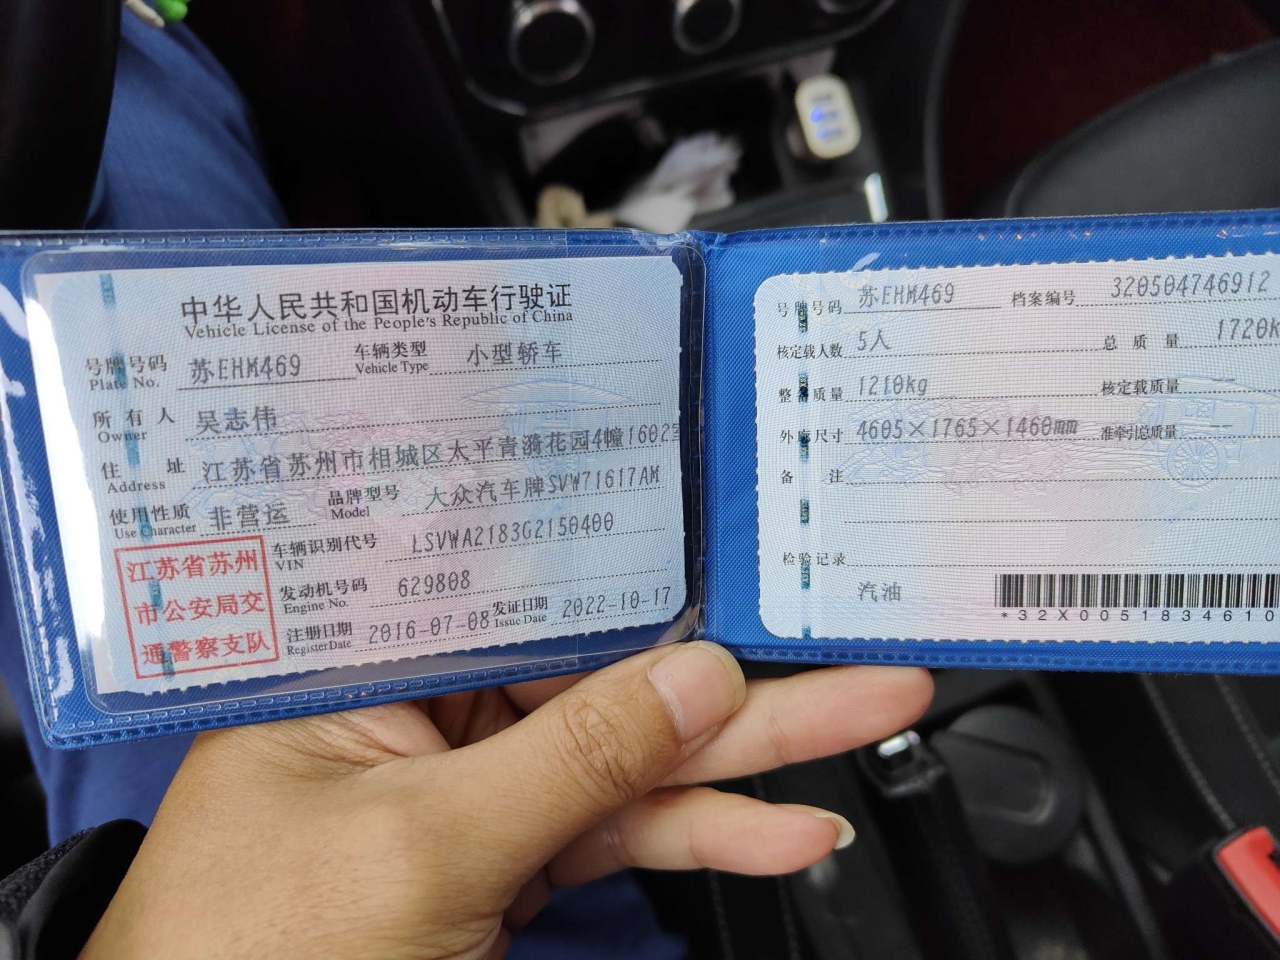 中华人民共和国机动车行驶证
Vehicle License of the People's Republic of China
号牌号码 苏EHM469 车辆类型 小型轿车
Plate No. Vehicle Type
所有人 吴志伟
Owner
住址 江苏省苏州市相城区太平青漪花园4幢1602室
Address
使用性质 非营运 品牌型号 大众汽车牌SVW71617AM
Use Character Model
江苏省苏州
市公安局交
通警察支队
车辆识别代号 LSVWA2183G2150400
VIN
发动机号码 629808
Engine No.
注册日期 2016-07-08 发证日期 2022-10-17
Register Date Issue Date
号牌号码 苏EHM469 档案编号 320504746912
核定载人数 5人 总质量 1720K
整备质量 1210kg 核定载质量 --
外廓尺寸 4605×1765×1460mm 准牵引总质量 --
备注
检验记录
汽油
*32X0051834610